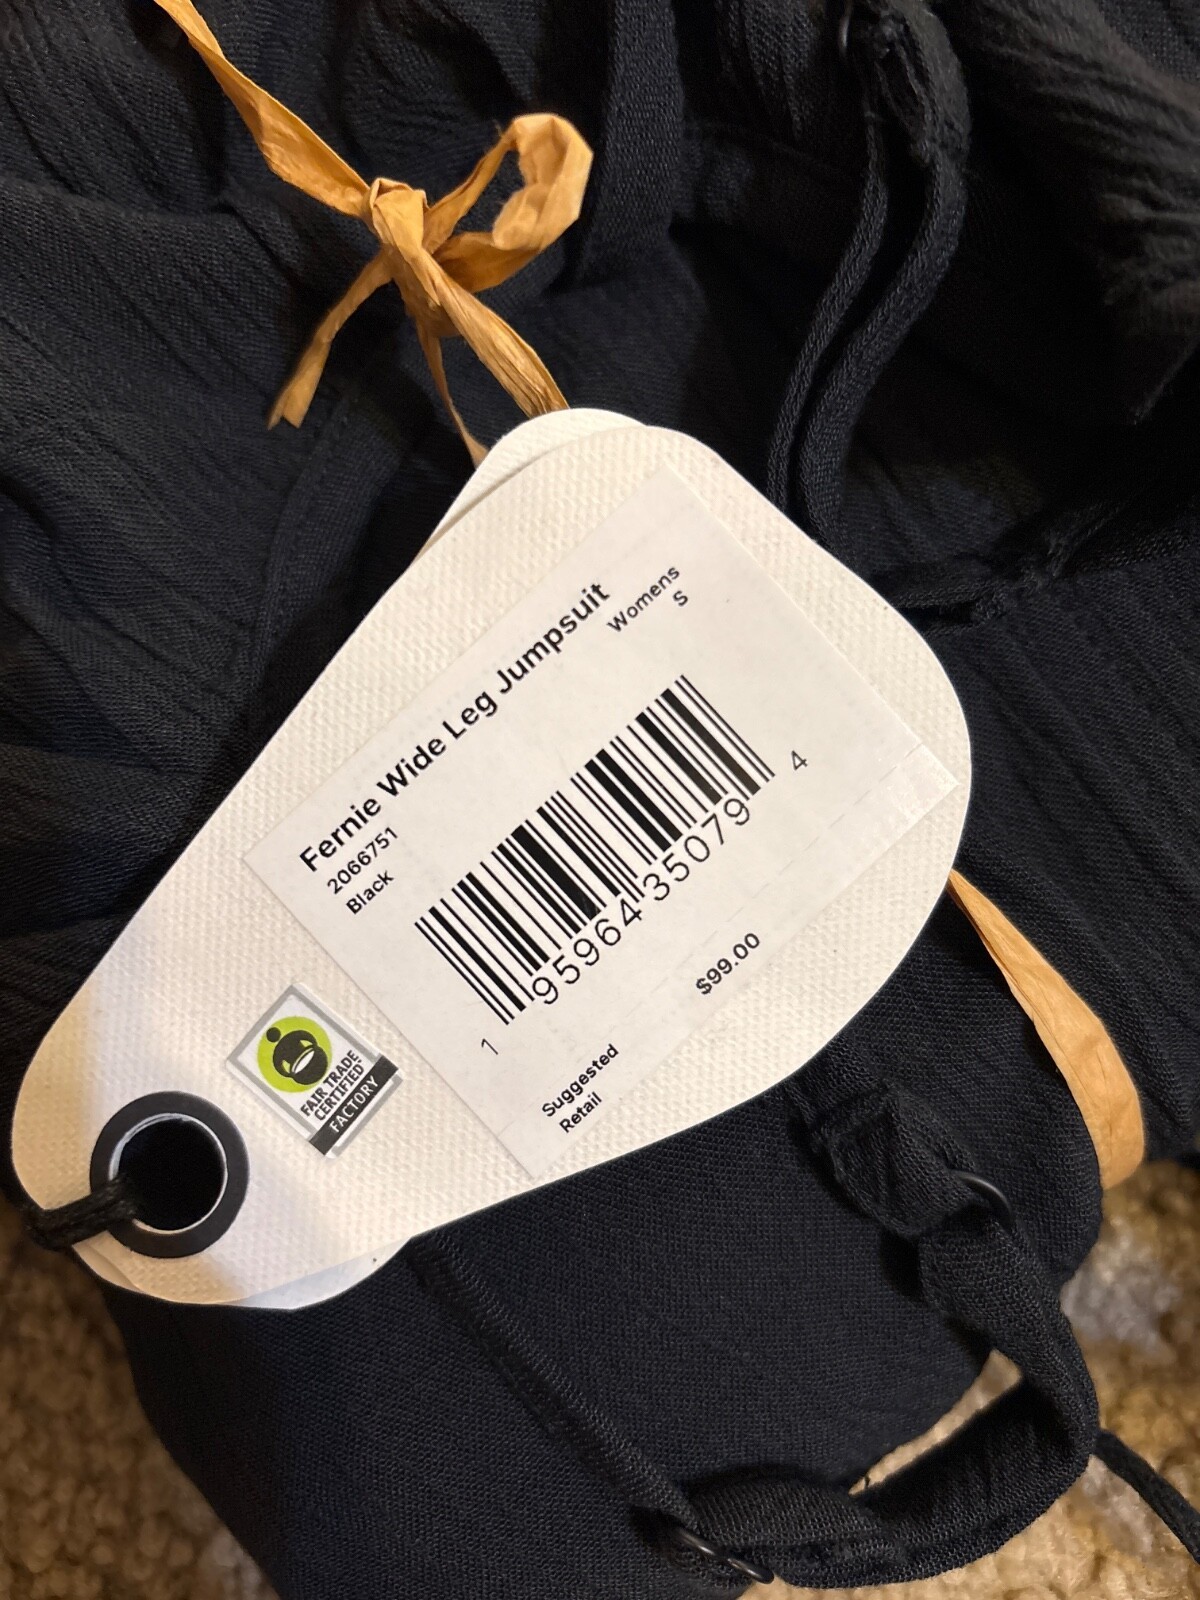 Fernie Wide Leg Jumpsuit
2066751
Black
Womens
S
1 95964 35079 4
Suggested
Retail
$99.00
FAIR TRADE
CERTIFIED
FACTORY